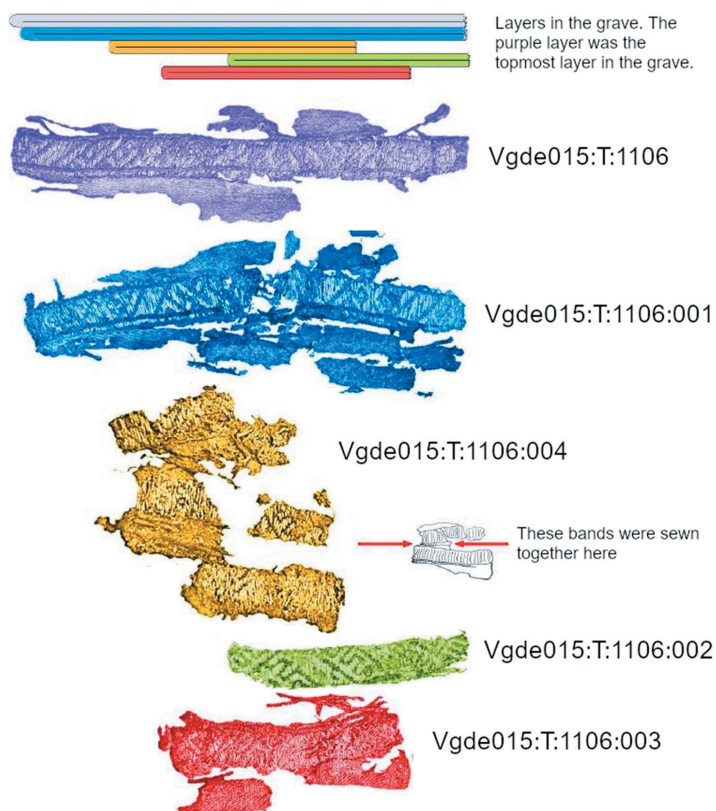 Layers in the grave. The
purple layer was the
topmost layer in the grave.
Vgde015:T:1106
Vgde015:T:1106:001
Vgde015:T:1106:004
These bands were sewn
together here
Vgde015:T:1106:002
Vgde015:T:1106:003